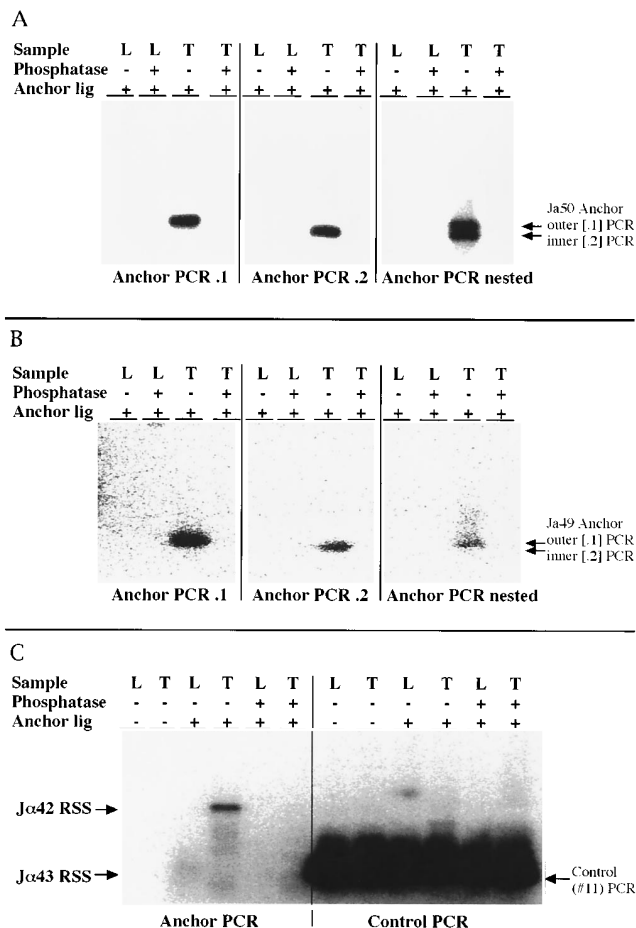 A
Sample L L T T L L T T L L T T
Phosphatase - + - + - + - + - + - +
Anchor lig + + + + + + + + + + + +
Ja50 Anchor
outer [.1] PCR
inner [.2] PCR
Anchor PCR .1 Anchor PCR .2 Anchor PCR nested
B
Sample L L T T L L T T L L T T
Phosphatase - + - + - + - + - + - +
Anchor lig + + + + + + + + + + + +
Ja49 Anchor
outer [.1] PCR
inner [.2] PCR
Anchor PCR .1 Anchor PCR .2 Anchor PCR nested
C
Sample L T L T L T L T L T L T
Phosphatase - - - - + + - - - - + +
Anchor lig - - + + + + - - + + + +
Jα42 RSS
Jα43 RSS
Control
(#11) PCR
Anchor PCR Control PCR